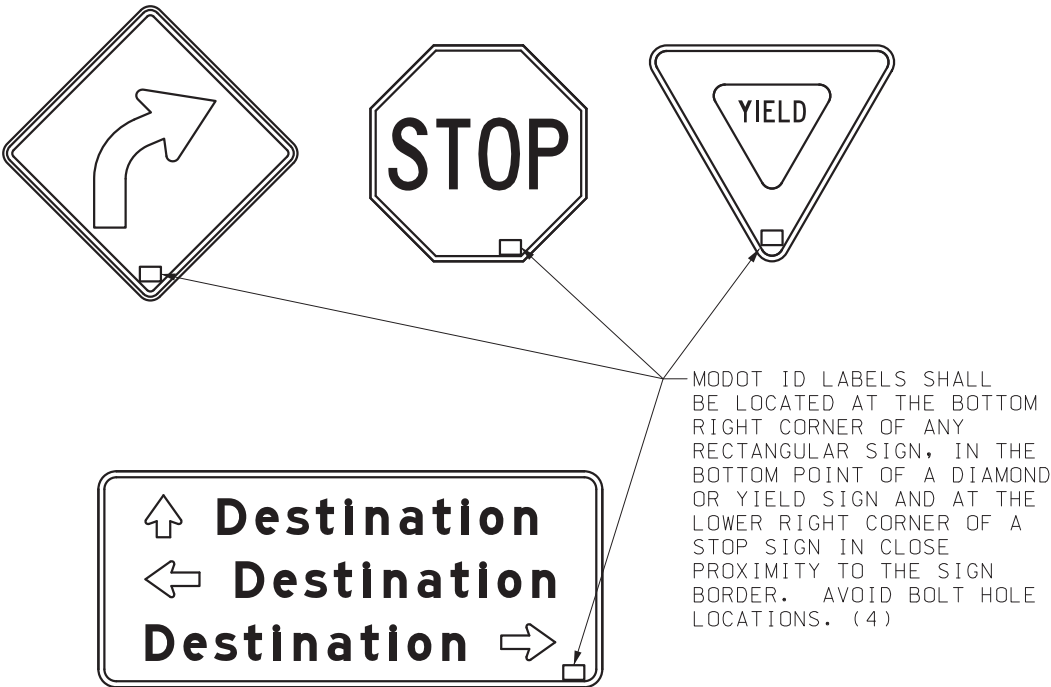 STOP
YIELD
MODOT ID LABELS SHALL
BE LOCATED AT THE BOTTOM
RIGHT CORNER OF ANY
RECTANGULAR SIGN, IN THE
BOTTOM POINT OF A DIAMOND
OR YIELD SIGN AND AT THE
LOWER RIGHT CORNER OF A
STOP SIGN IN CLOSE
PROXIMITY TO THE SIGN
BORDER. AVOID BOLT HOLE
LOCATIONS. (4)
Destination
Destination
Destination